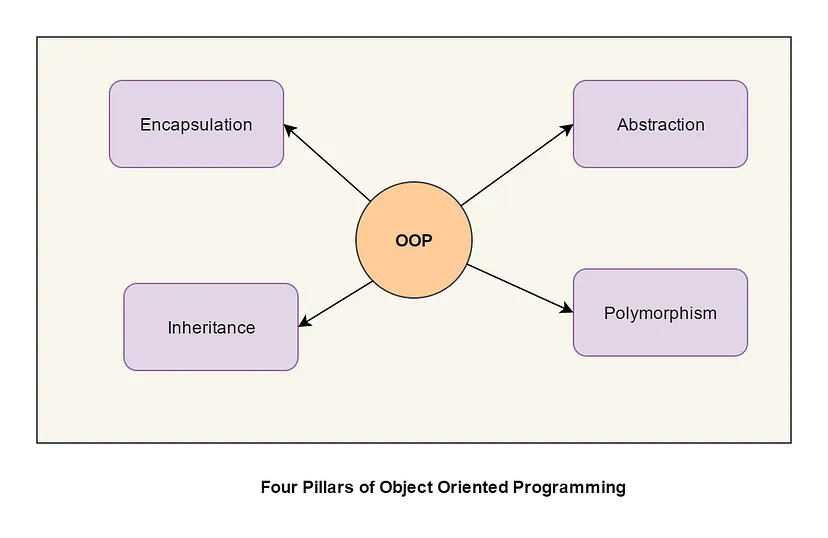 Encapsulation
Abstraction
OOP
Inheritance
Polymorphism
Four Pillars of Object Oriented Programming